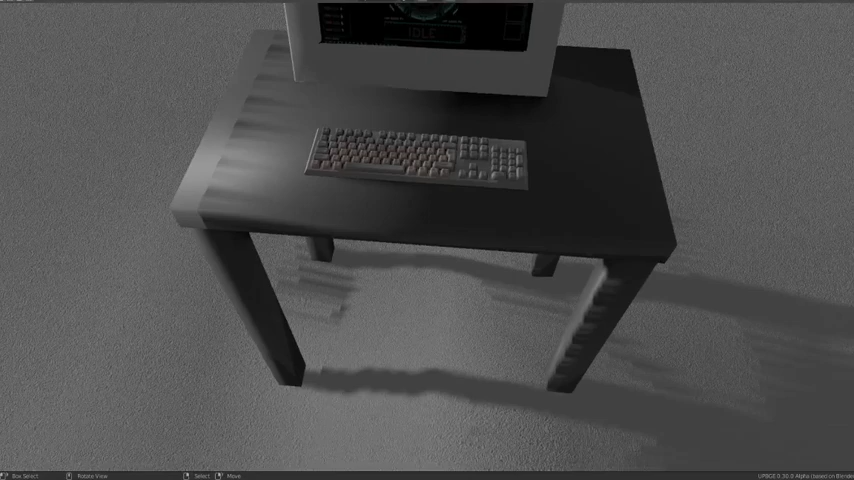 IDLE
Box Select Rotate View Select Move UPBGE 0.30.0 Alpha (based on Blender